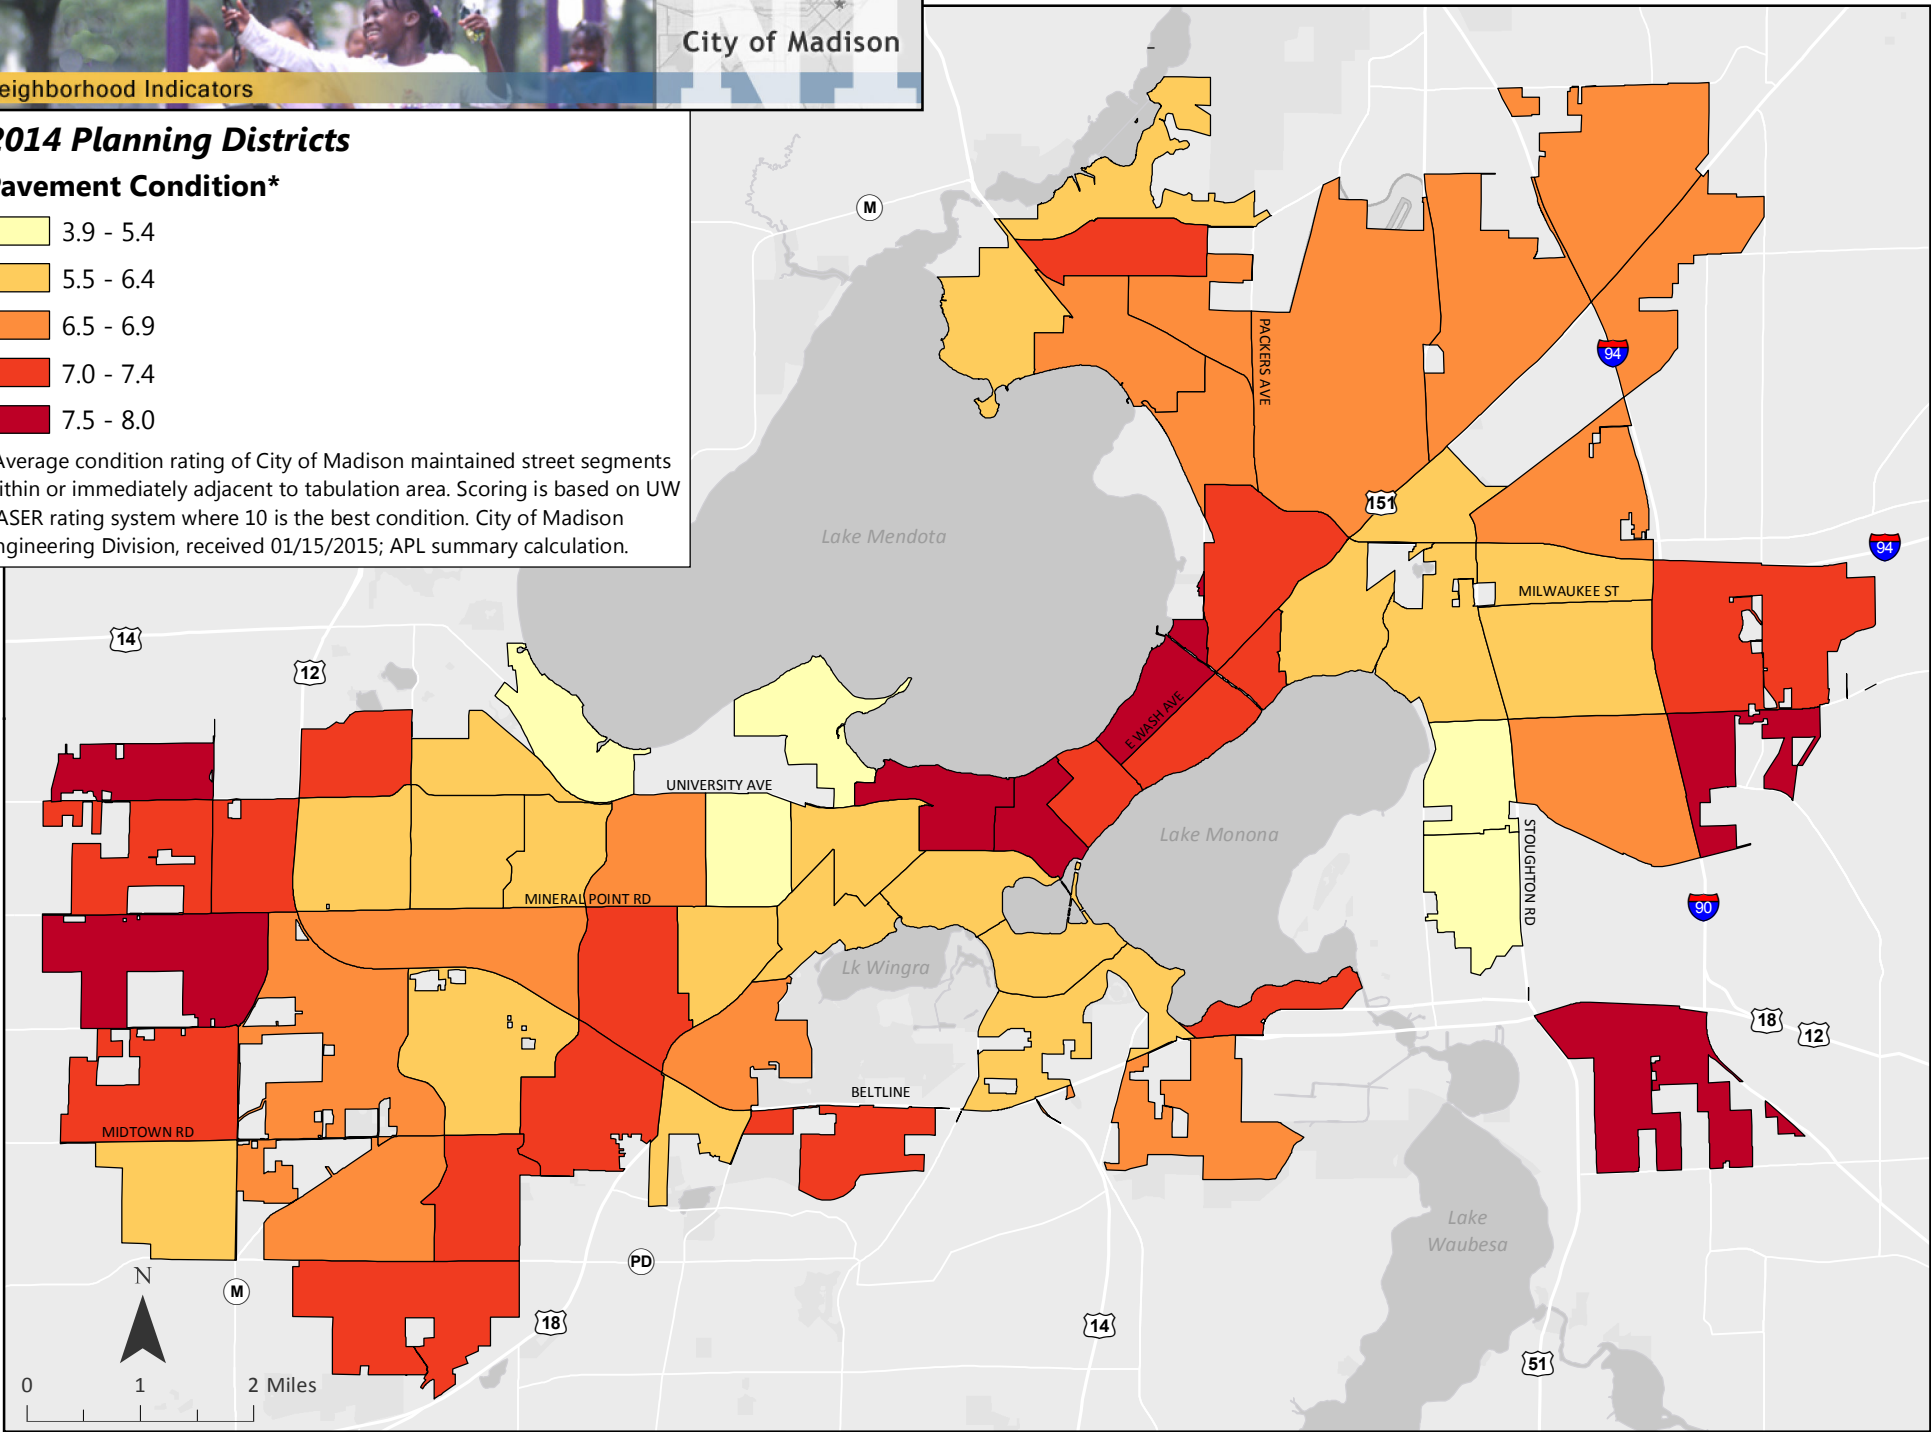 City of Madison
eighborhood Indicators
2014 Planning Districts
Pavement Condition*
3.9 - 5.4
5.5 - 6.4
6.5 - 6.9
7.0 - 7.4
7.5 - 8.0
Average condition rating of City of Madison maintained street segments
ithin or immediately adjacent to tabulation area. Scoring is based on UW
ASER rating system where 10 is the best condition. City of Madison
ngineering Division, received 01/15/2015; APL summary calculation.
M
PACKERS AVE
94
151
Lake Mendota
94
MILWAUKEE ST
14
12
E WASH AVE
UNIVERSITY AVE
Lake Monona
STOUGHTON RD
MINERAL POINT RD
90
Lk Wingra
18
12
BELTLINE
MIDTOWN RD
Lake
Waubesa
PD
N
M
18
14
51
0 1 2 Miles